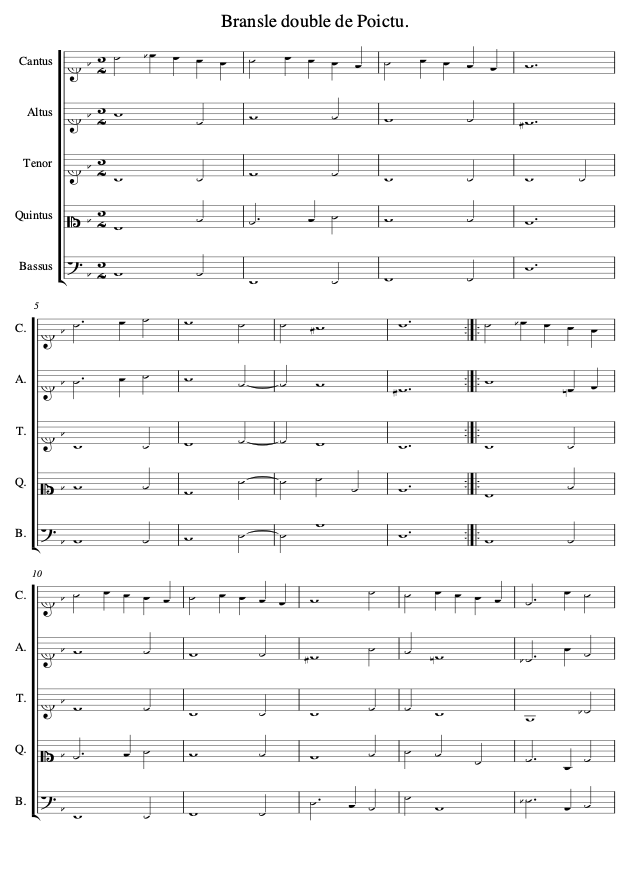 Bransle double de Poictu.
Cantus
Altus
Tenor
Quintus
Bassus
5
C.
A.
T.
Q.
B.
10
C.
A.
T.
Q.
B.